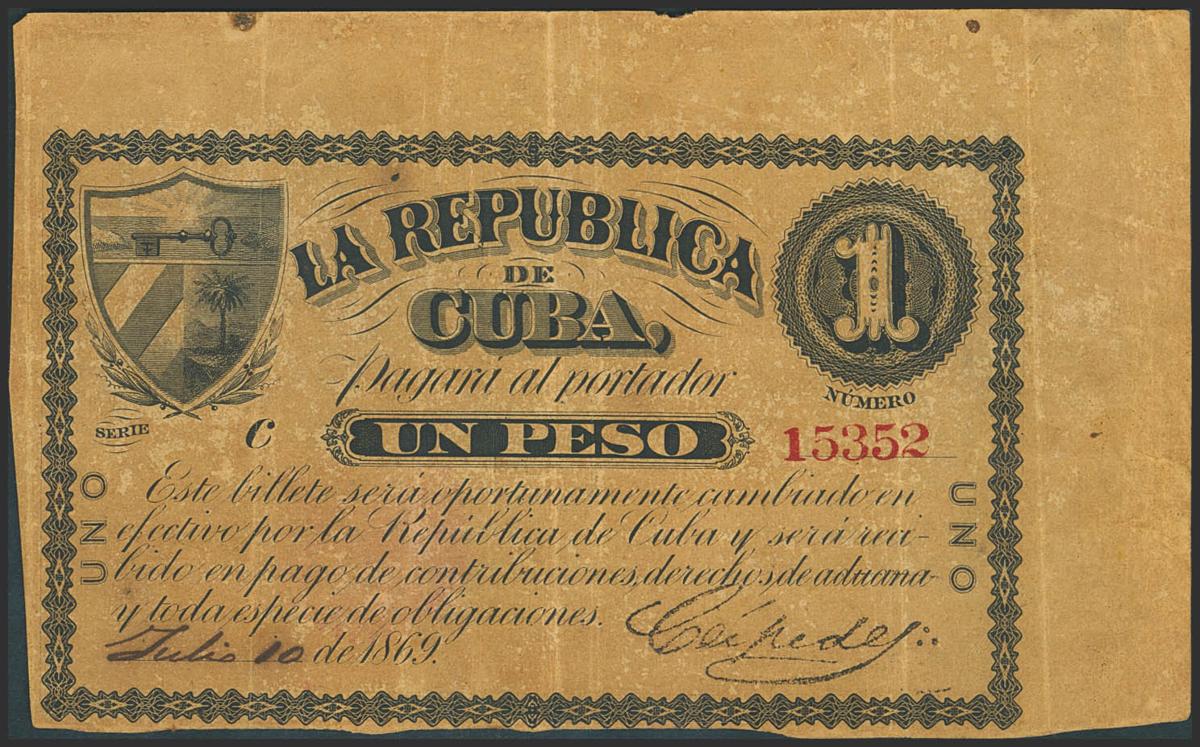 LA REPUBLICA
DE
CUBA,
1
Pagará al portador
NÚMERO
SERIE C
UN PESO
15352
UNO
UNO
Este billete será oportunamente cambiado en
efectivo por la República de Cuba y será reci-
bido en pago de contribuciones, derechos, de aduana
y toda especie de obligaciones.
Julio 10 de 1869.
Céspedes